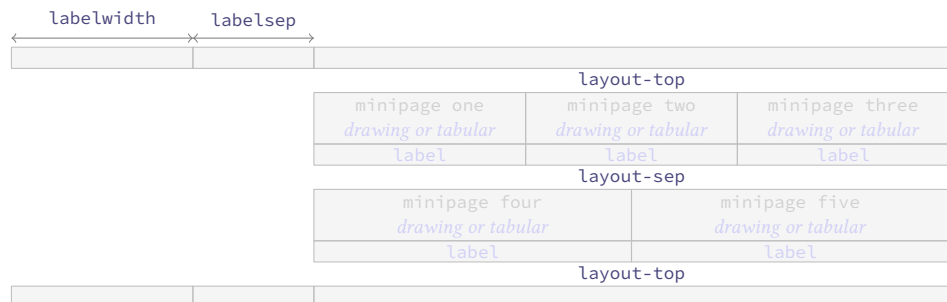 labelwidth labelsep
layout-top
minipage one minipage two minipage three
drawing or tabular drawing or tabular drawing or tabular
label label label
layout-sep
minipage four minipage five
drawing or tabular drawing or tabular
label label
layout-top